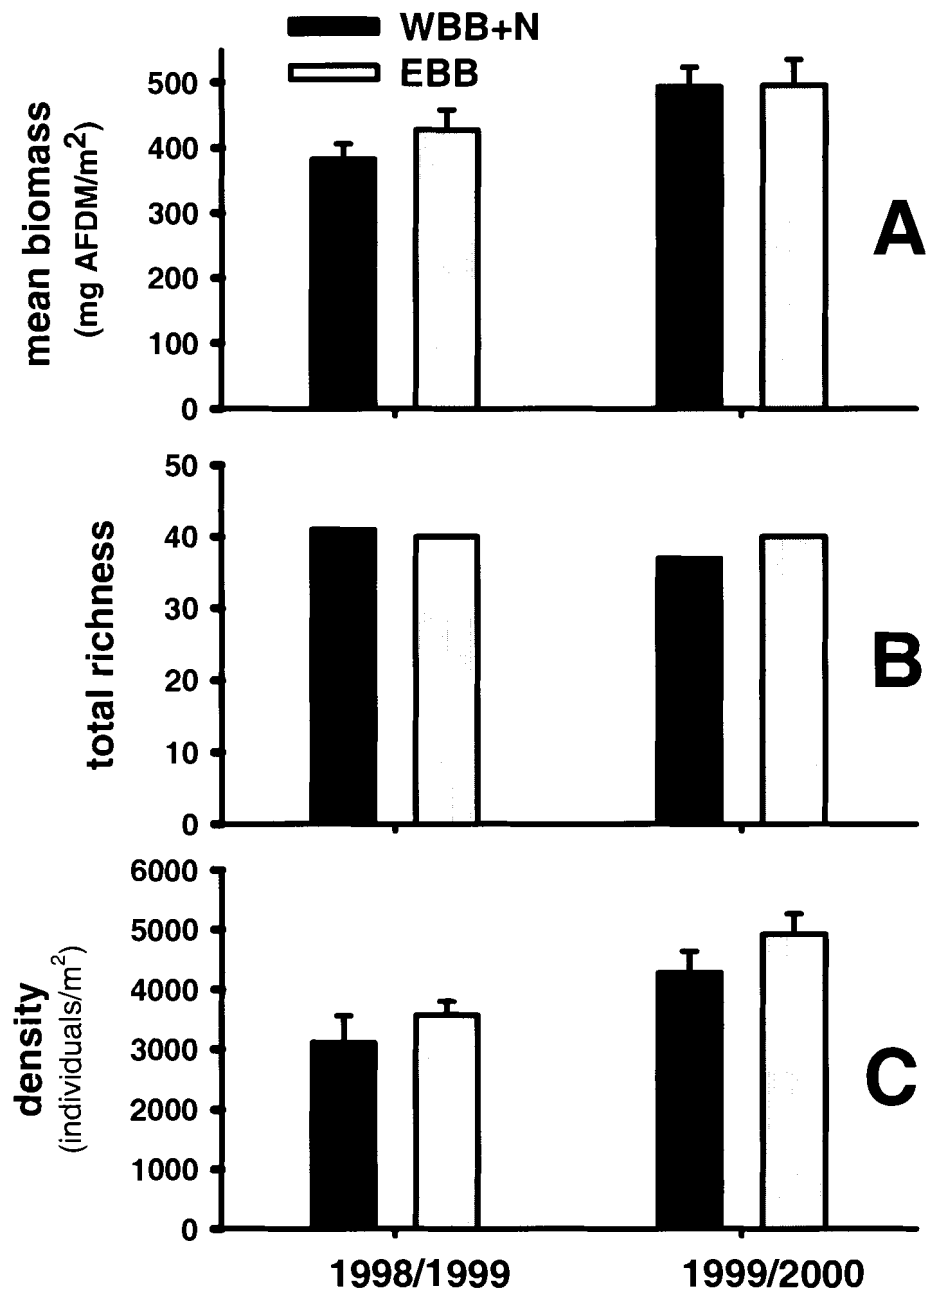 WBB+N
EBB
mean biomass
(mg AFDM/m²)
500
400
300
200
100
0
A
total richness
50
40
30
20
10
0
B
density
(individuals/m²)
6000
5000
4000
3000
2000
1000
0
C
1998/1999
1999/2000